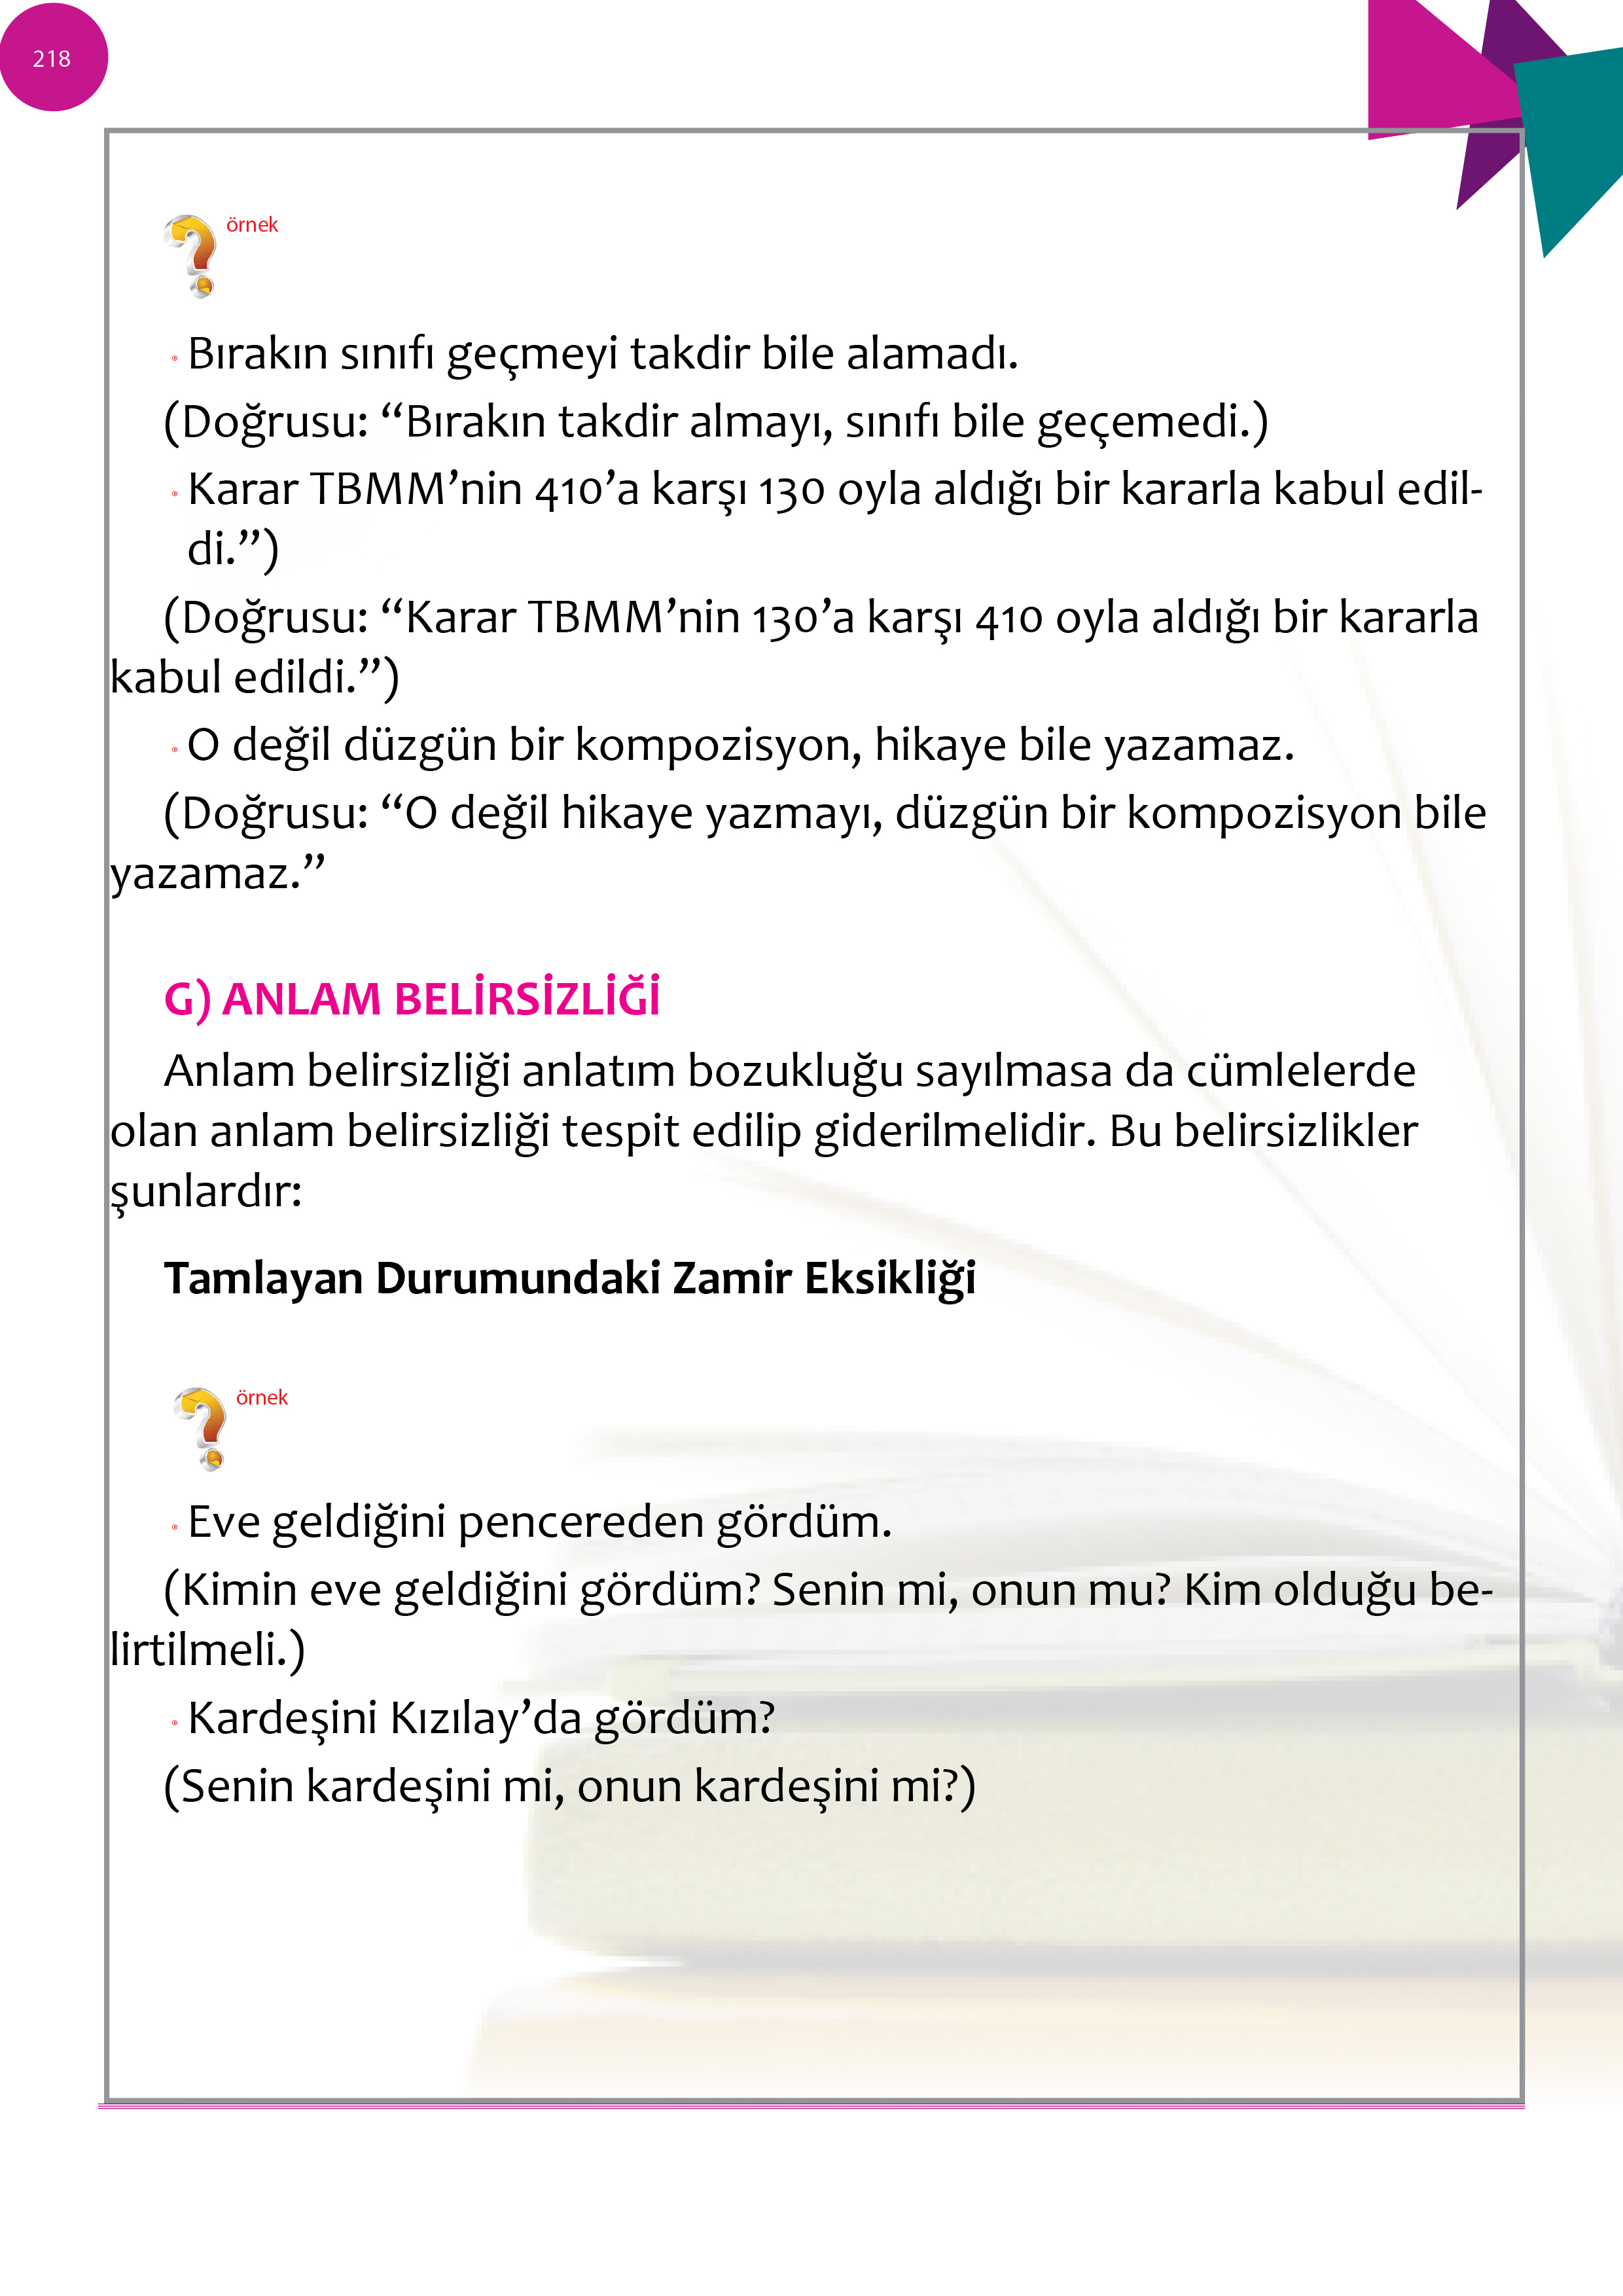 218
örnek
Bırakın sınıfı geçmeyi takdir bile alamadı.
(Doğrusu: “Bırakın takdir almayı, sınıfı bile geçemedi.)
Karar TBMM’nin 410’a karşı 130 oyla aldığı bir kararla kabul edil-
di.”)
(Doğrusu: “Karar TBMM’nin 130’a karşı 410 oyla aldığı bir kararla
kabul edildi.”)
O değil düzgün bir kompozisyon, hikaye bile yazamaz.
(Doğrusu: “O değil hikaye yazmayı, düzgün bir kompozisyon bile
yazamaz.”
G) ANLAM BELİRSİZLİĞİ
Anlam belirsizliği anlatım bozukluğu sayılmasa da cümlelerde
olan anlam belirsizliği tespit edilip giderilmelidir. Bu belirsizlikler
şunlardır:
Tamlayan Durumundaki Zamir Eksikliği
örnek
Eve geldiğini pencereden gördüm.
(Kimin eve geldiğini gördüm? Senin mi, onun mu? Kim olduğu be-
lirtilmeli.)
Kardeşini Kızılay’da gördüm?
(Senin kardeşini mi, onun kardeşini mi?)